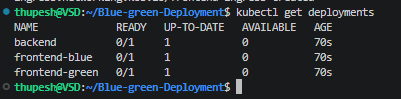 thupesh@VSD:~/Blue-green-Deployment$ kubectl get deployments
NAME READY UP-TO-DATE AVAILABLE AGE
backend 0/1 1 0 70s
frontend-blue 0/1 1 0 70s
frontend-green 0/1 1 0 70s
thupesh@VSD:~/Blue-green-Deployment$